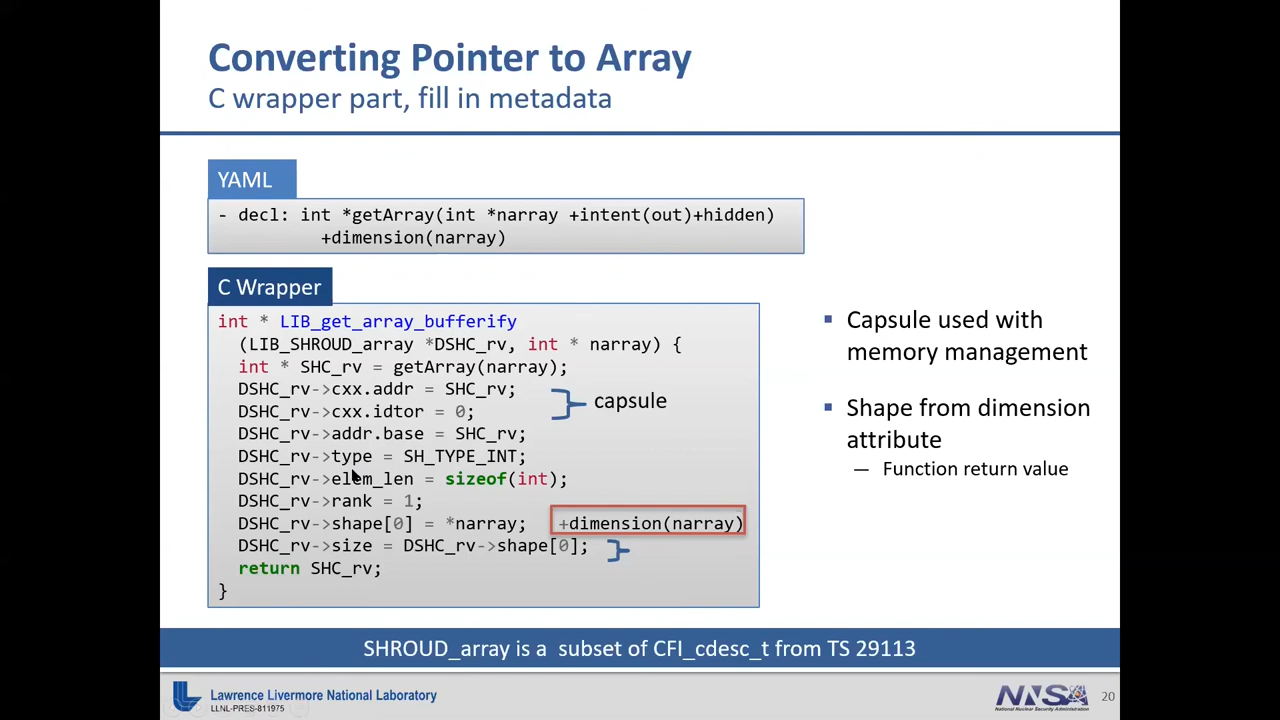 Converting Pointer to Array
C wrapper part, fill in metadata
YAML
- decl: int *getArray(int *narray +intent(out)+hidden)
+dimension(narray)
C Wrapper
int * LIB_get_array_bufferify
(LIB_SHROUD_array *DSHC_rv, int * narray) {
int * SHC_rv = getArray(narray);
DSHC_rv->cxx.addr = SHC_rv;
DSHC_rv->cxx.idtor = 0;
capsule
DSHC_rv->addr.base = SHC_rv;
DSHC_rv->type = SH_TYPE_INT;
DSHC_rv->elem_len = sizeof(int);
DSHC_rv->rank = 1;
DSHC_rv->shape[0] = *narray; +dimension(narray)
DSHC_rv->size = DSHC_rv->shape[0];
return SHC_rv;
}
▪ Capsule used with
memory management
▪ Shape from dimension
attribute
— Function return value
SHROUD_array is a subset of CFI_cdesc_t from TS 29113
Lawrence Livermore National Laboratory
LLNL-PRES-811975
NNSA
National Nuclear Security Administration
20